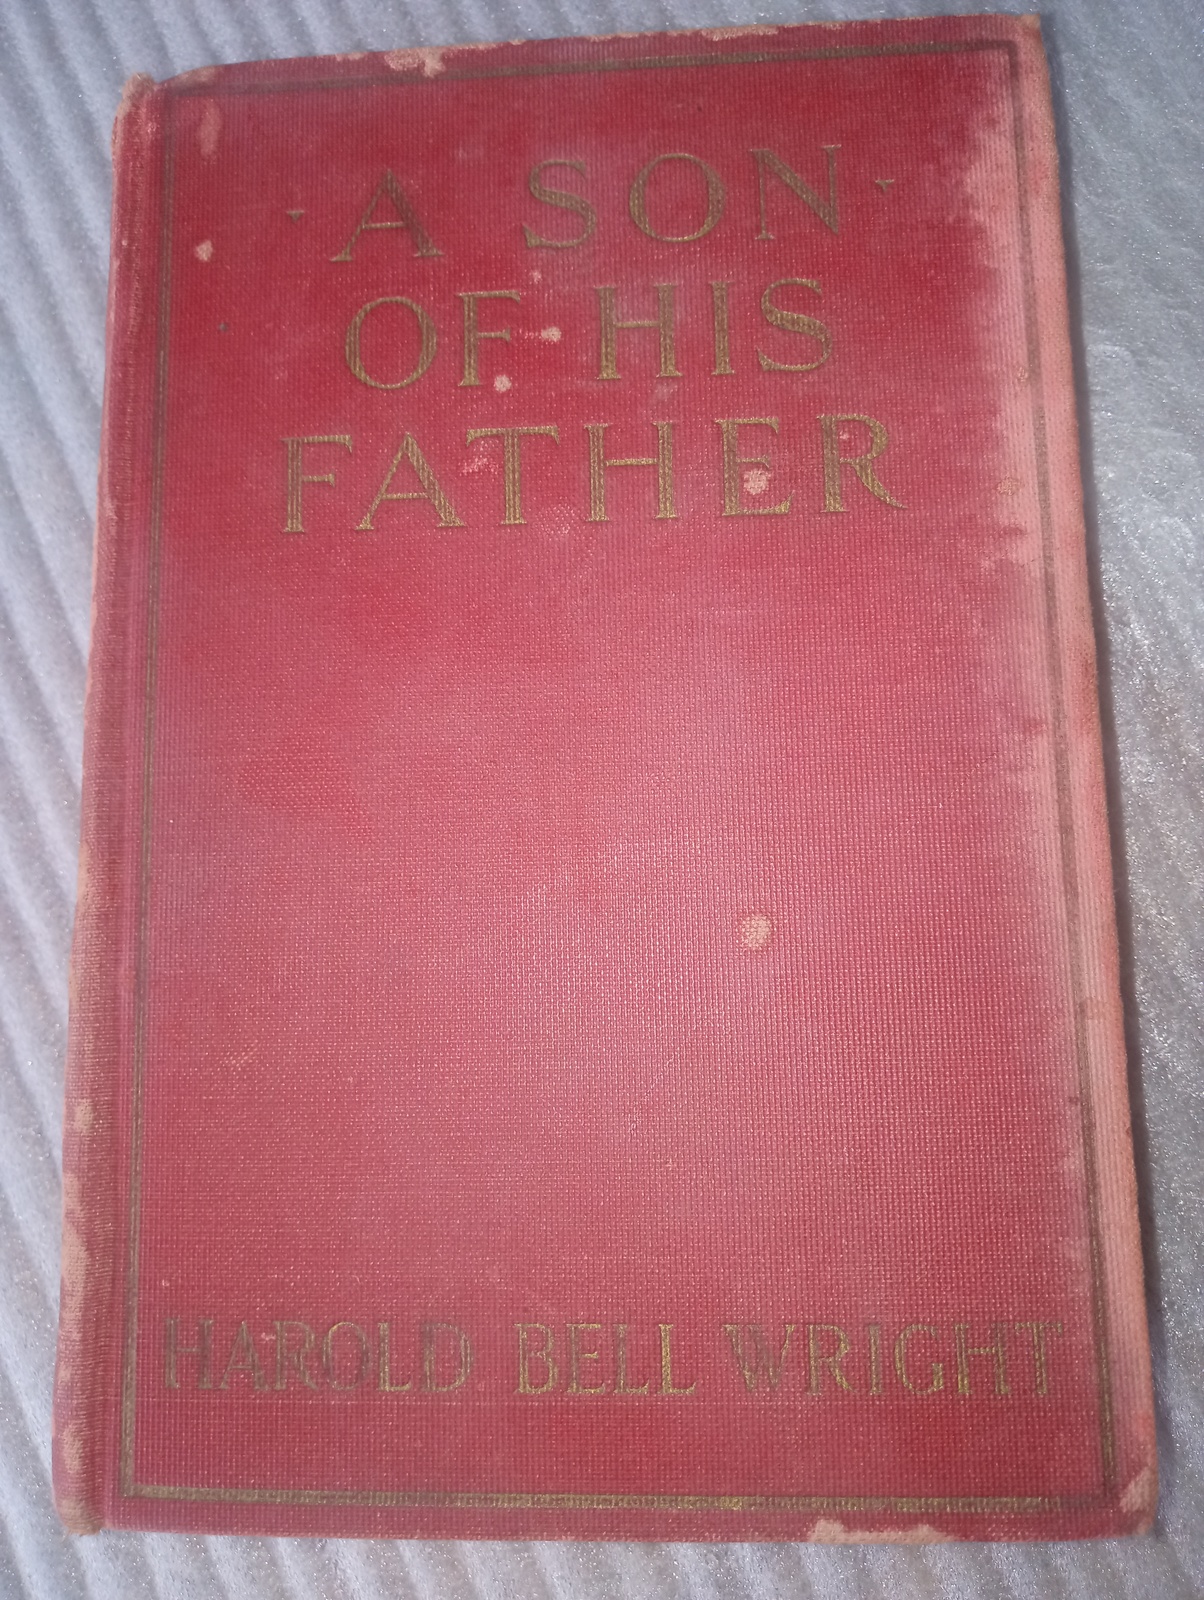 A SON
OF HIS
FATHER
HAROLD BELL WRIGHT